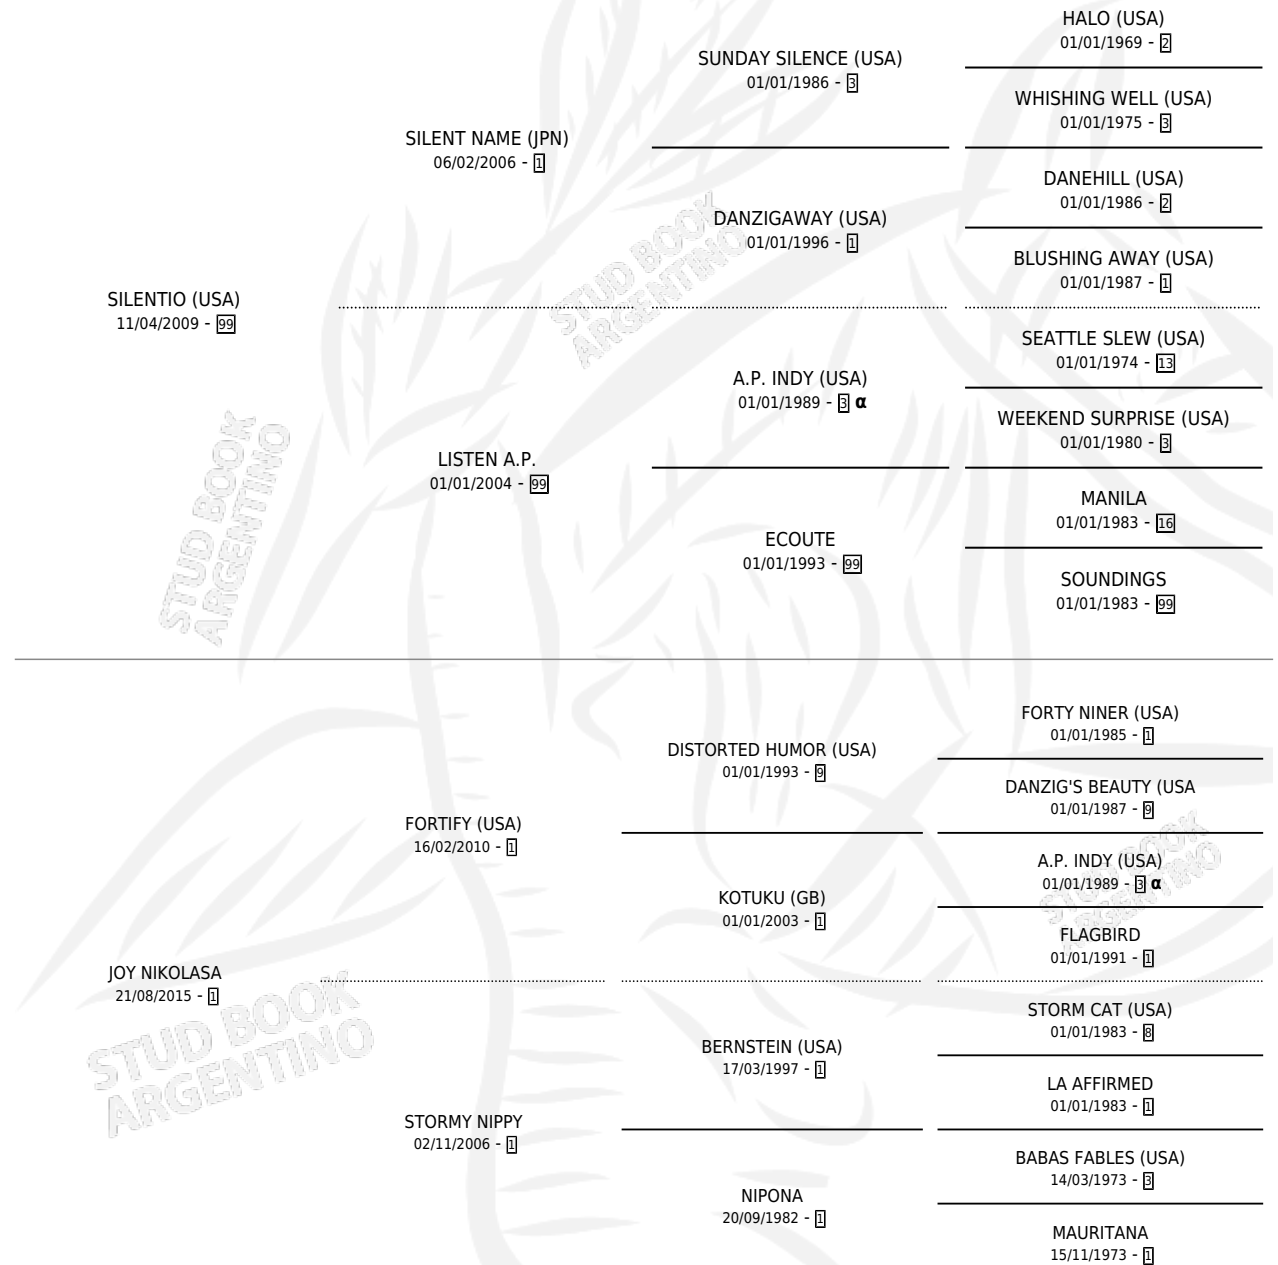 HALO (USA)
01/01/1969 - 2
SUNDAY SILENCE (USA)
01/01/1986 - 3
WHISHING WELL (USA)
01/01/1975 - 3
SILENT NAME (JPN)
06/02/2006 - 1
DANEHILL (USA)
01/01/1986 - 2
DANZIGAWAY (USA)
01/01/1996 - 1
BLUSHING AWAY (USA)
01/01/1987 - 1
STUD BOOK
ARGENTINO
SILENTIO (USA)
11/04/2009 - 99
SEATTLE SLEW (USA)
01/01/1974 - 13
A.P. INDY (USA)
01/01/1989 - 3 α
WEEKEND SURPRISE (USA)
01/01/1980 - 3
LISTEN A.P.
01/01/2004 - 99
MANILA
01/01/1983 - 16
ECOUTE
01/01/1993 - 99
SOUNDINGS
01/01/1983 - 99
STUD BOOK
ARGENTINO
FORTY NINER (USA)
01/01/1985 - 1
DISTORTED HUMOR (USA)
01/01/1993 - 9
DANZIG'S BEAUTY (USA
01/01/1987 - 9
FORTIFY (USA)
16/02/2010 - 1
A.P. INDY (USA)
01/01/1989 - 3 α
KOTUKU (GB)
01/01/2003 - 1
FLAGBIRD
01/01/1991 - 1
STUD BOOK
ARGENTINO
JOY NIKOLASA
21/08/2015 - 1
STORM CAT (USA)
01/01/1983 - 8
BERNSTEIN (USA)
17/03/1997 - 1
LA AFFIRMED
01/01/1983 - 1
STORMY NIPPY
02/11/2006 - 1
BABAS FABLES (USA)
14/03/1973 - 3
NIPONA
20/09/1982 - 1
MAURITANA
15/11/1973 - 1
STUD BOOK
ARGENTINO